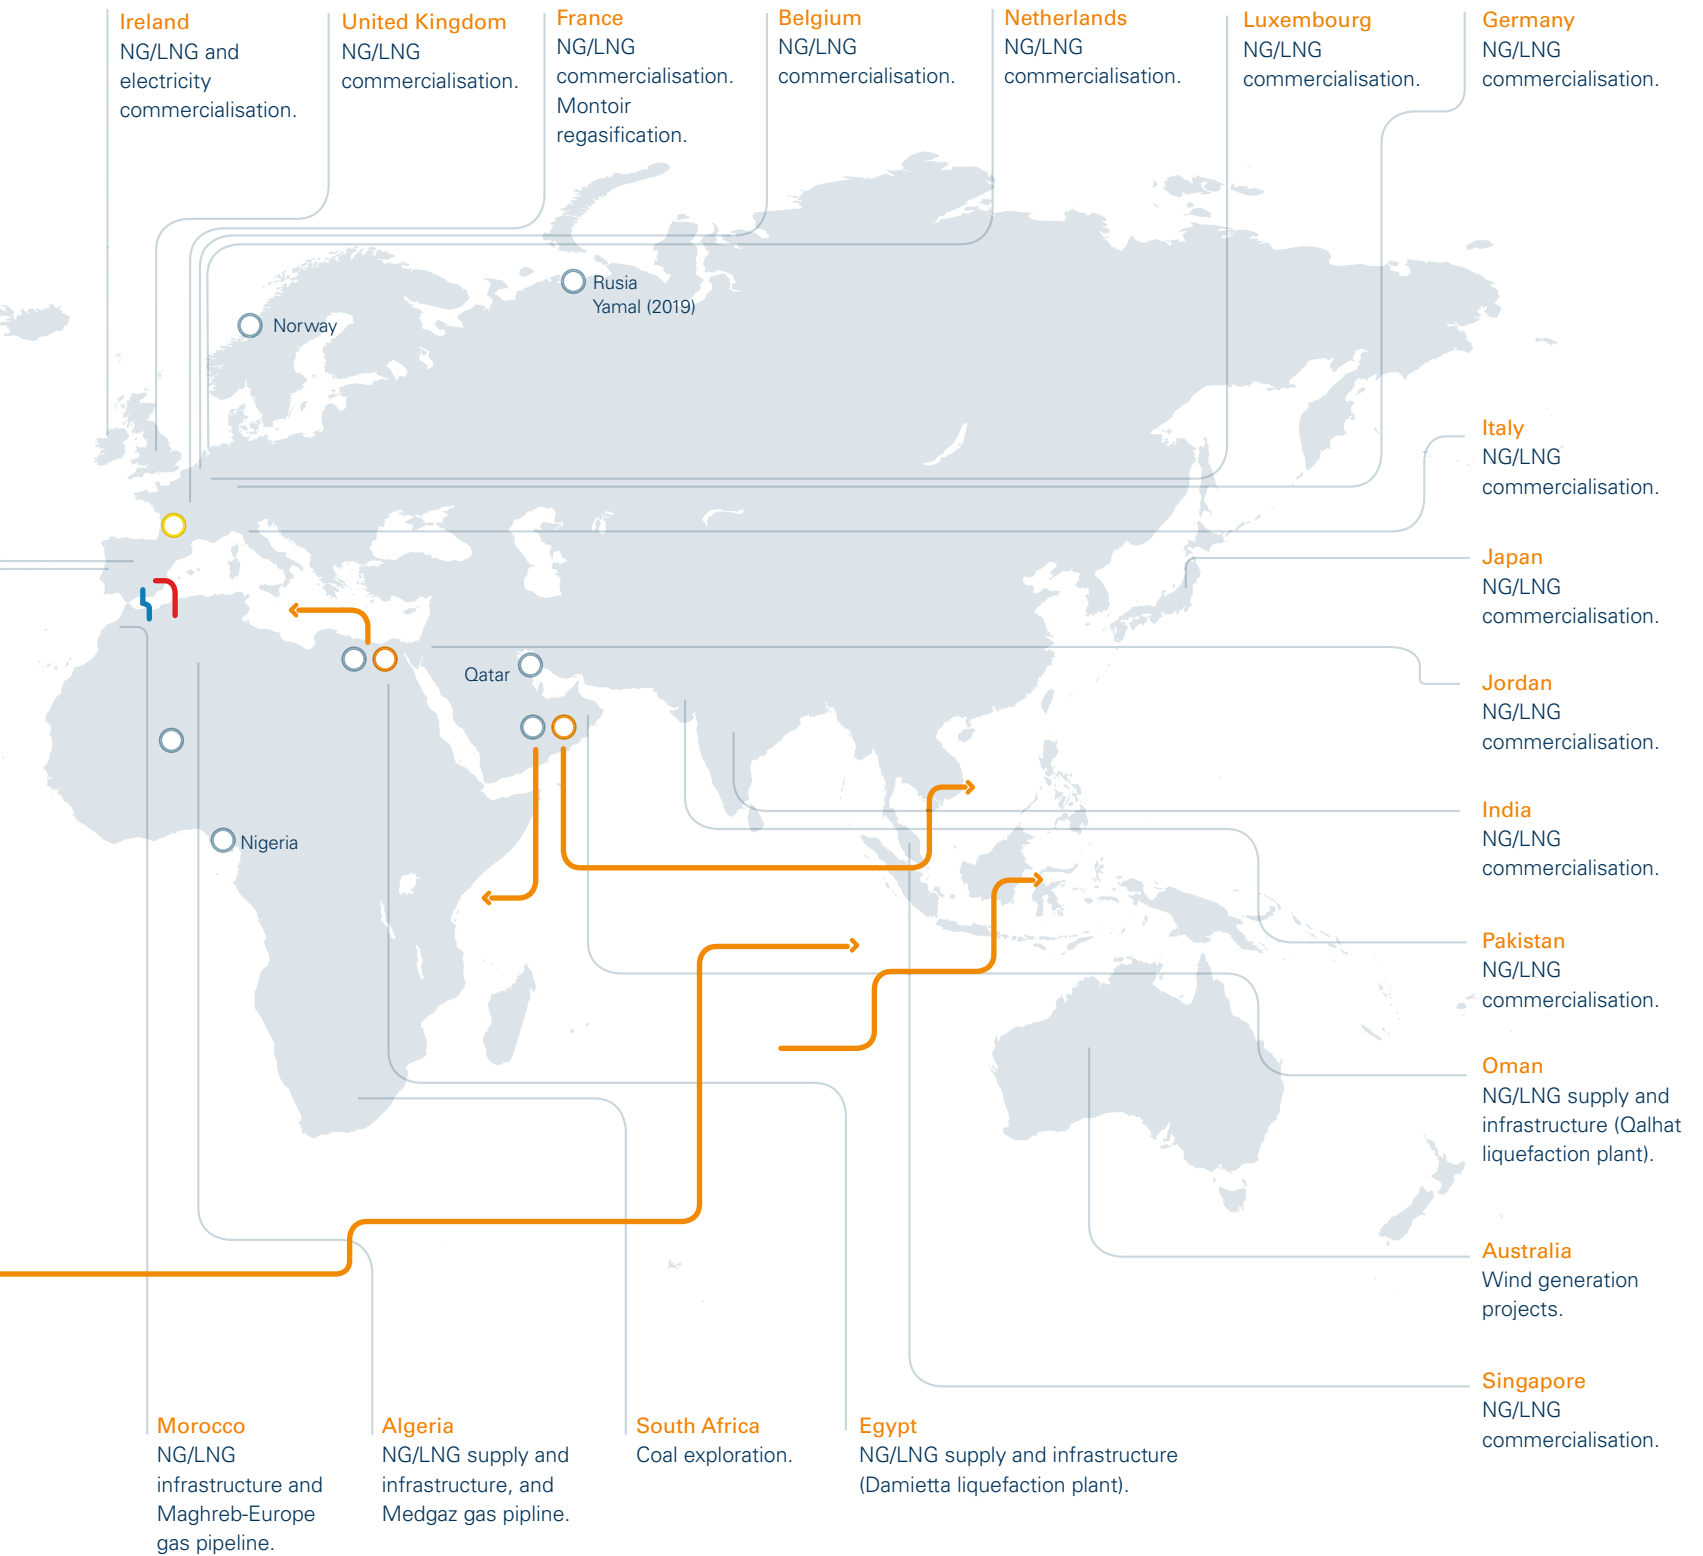 Ireland
NG/LNG and
electricity
commercialisation.
United Kingdom
NG/LNG
commercialisation.
France
NG/LNG
commercialisation.
Montoir
regasification.
Belgium
NG/LNG
commercialisation.
Netherlands
NG/LNG
commercialisation.
Luxembourg
NG/LNG
commercialisation.
Germany
NG/LNG
commercialisation.
Rusia
Yamal (2019)
Norway
Italy
NG/LNG
commercialisation.
Japan
NG/LNG
commercialisation.
Qatar
Jordan
NG/LNG
commercialisation.
Nigeria
India
NG/LNG
commercialisation.
Pakistan
NG/LNG
commercialisation.
Oman
NG/LNG supply and
infrastructure (Qalhat
liquefaction plant).
Australia
Wind generation
projects.
Singapore
NG/LNG
commercialisation.
Morocco
NG/LNG
infrastructure and
Maghreb-Europe
gas pipeline.
Algeria
NG/LNG supply and
infrastructure, and
Medgaz gas pipline.
South Africa
Coal exploration.
Egypt
NG/LNG supply and infrastructure
(Damietta liquefaction plant).